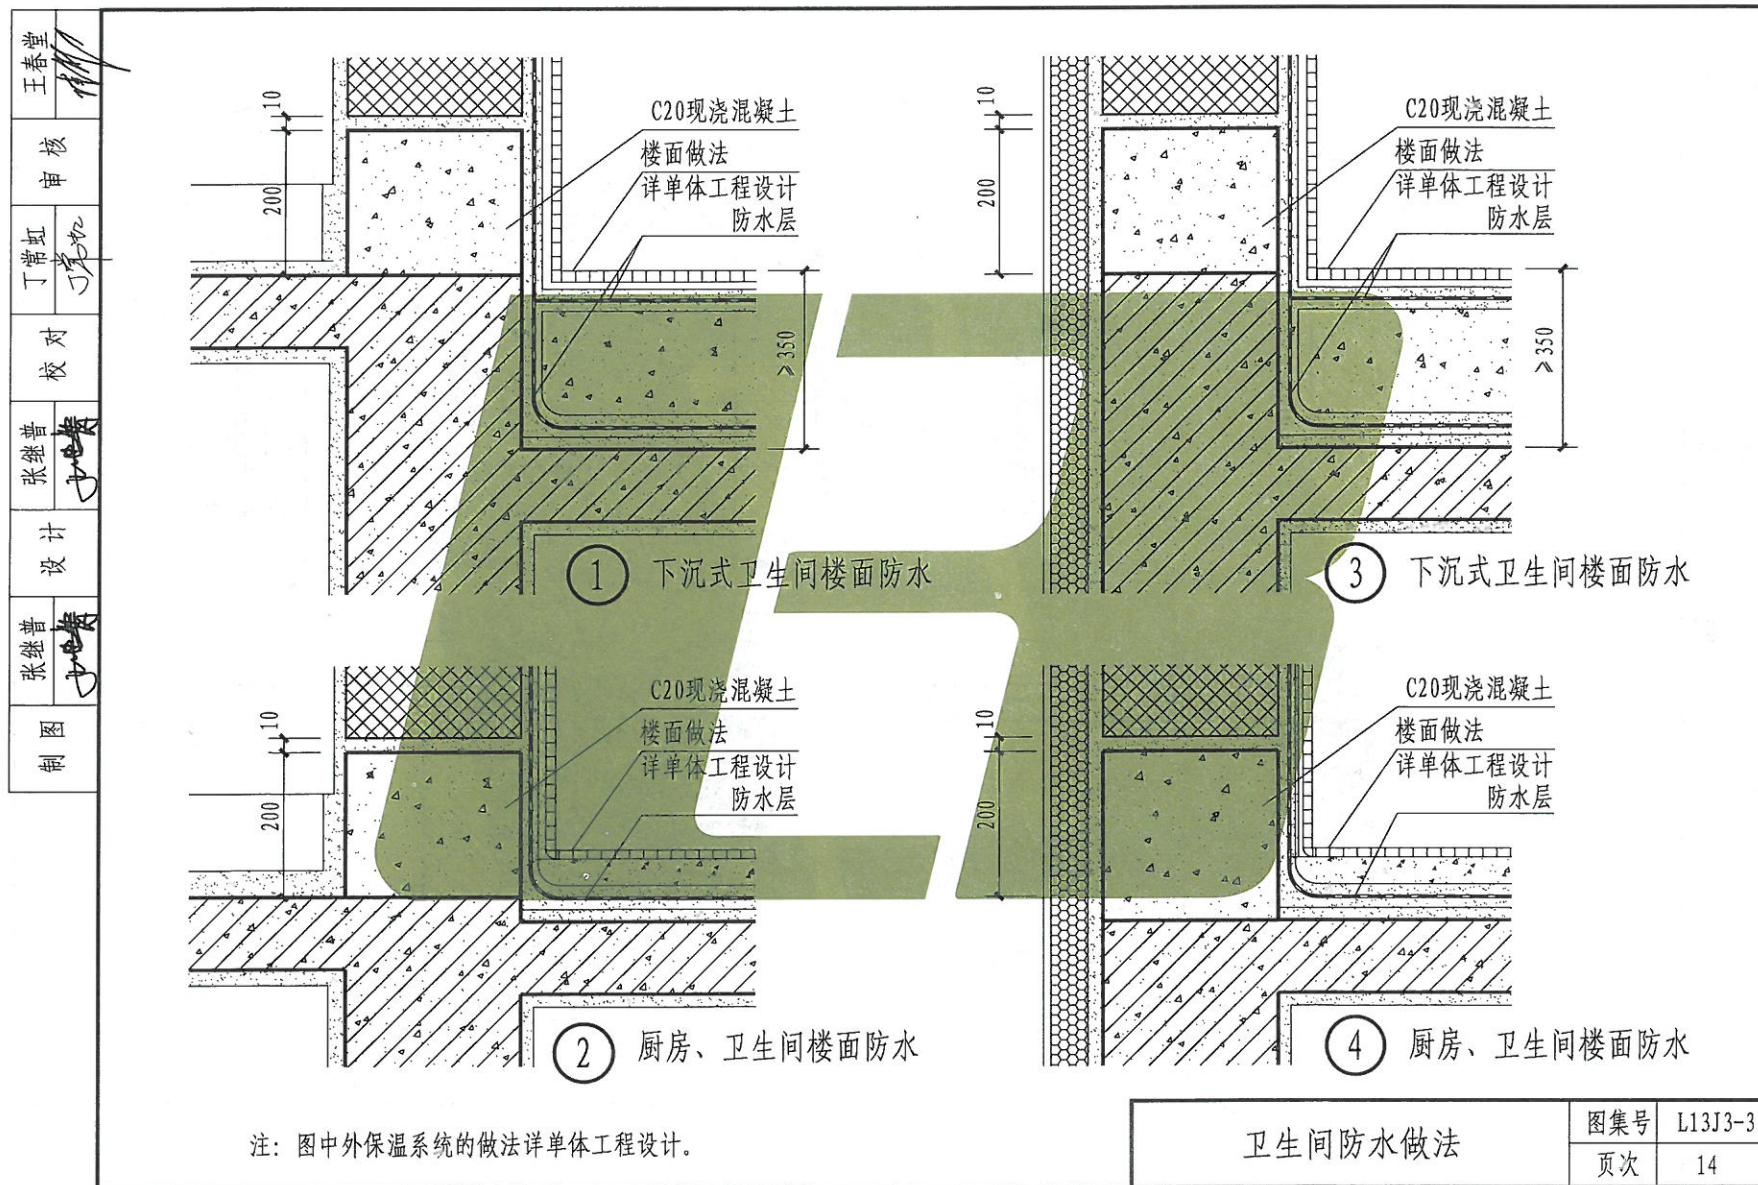 王春堂
审核
丁常虹
校对
张继普
设计
张继普
制图
10
200
C20现浇混凝土
楼面做法
详单体工程设计
防水层
≥350
1 下沉式卫生间楼面防水
10
200
C20现浇混凝土
楼面做法
详单体工程设计
防水层
≥350
3 下沉式卫生间楼面防水
10
200
C20现浇混凝土
楼面做法
详单体工程设计
防水层
2 厨房、卫生间楼面防水
10
200
C20现浇混凝土
楼面做法
详单体工程设计
防水层
4 厨房、卫生间楼面防水
注: 图中外保温系统的做法详单体工程设计。
卫生间防水做法
图集号 L13J3-3
页次 14